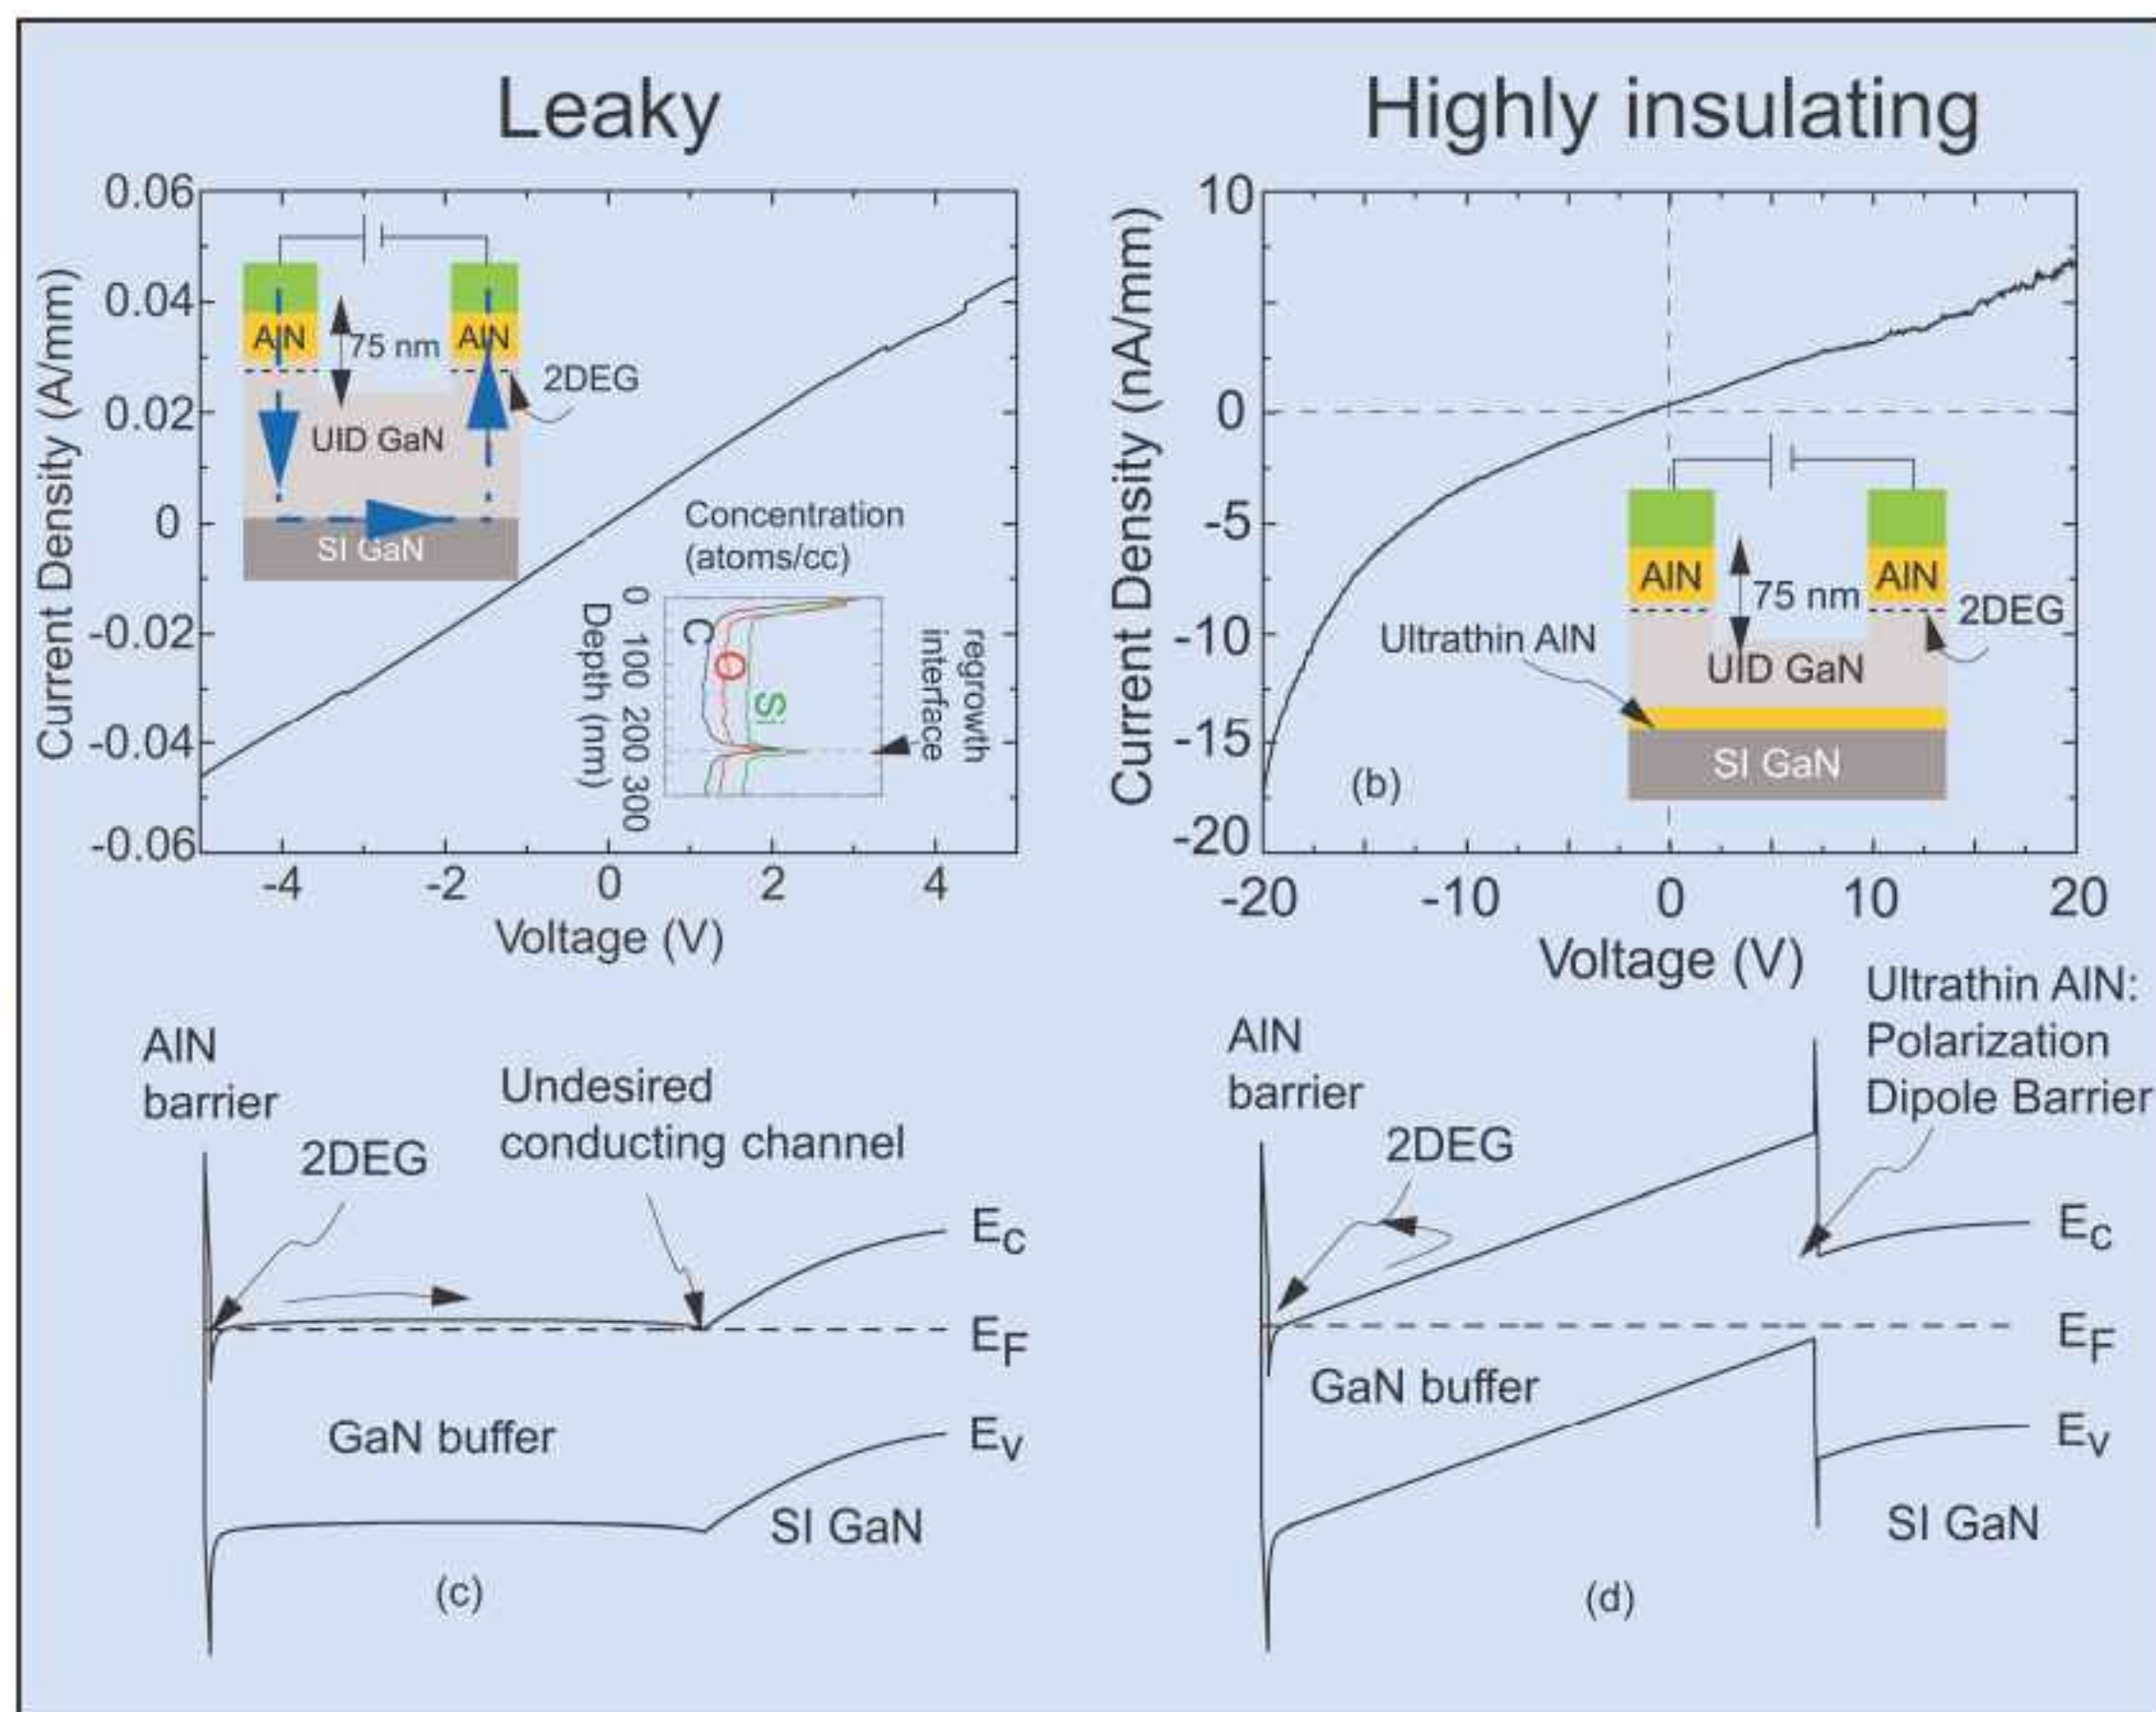 Leaky
Highly insulating
0.06
0.04
0.02
0
-0.02
-0.04
-0.06
Current Density (A/mm)
-4
-2
0
2
4
Voltage (V)
AlN
AlN
75 nm
2DEG
UID GaN
SI GaN
Concentration
(atoms/cc)
0
100
200
300
Depth (nm)
C
O
Si
regrowth
interface
10
0
-5
-10
-15
-20
Current Density (nA/mm)
-20
-10
0
10
20
Voltage (V)
AlN
AlN
75 nm
2DEG
Ultrathin AlN
UID GaN
SI GaN
(b)
AlN
barrier
2DEG
Undesired
conducting channel
EC
EF
EV
GaN buffer
SI GaN
(c)
AlN
barrier
2DEG
Ultrathin AlN:
Polarization
Dipole Barrier
EC
EF
EV
GaN buffer
SI GaN
(d)